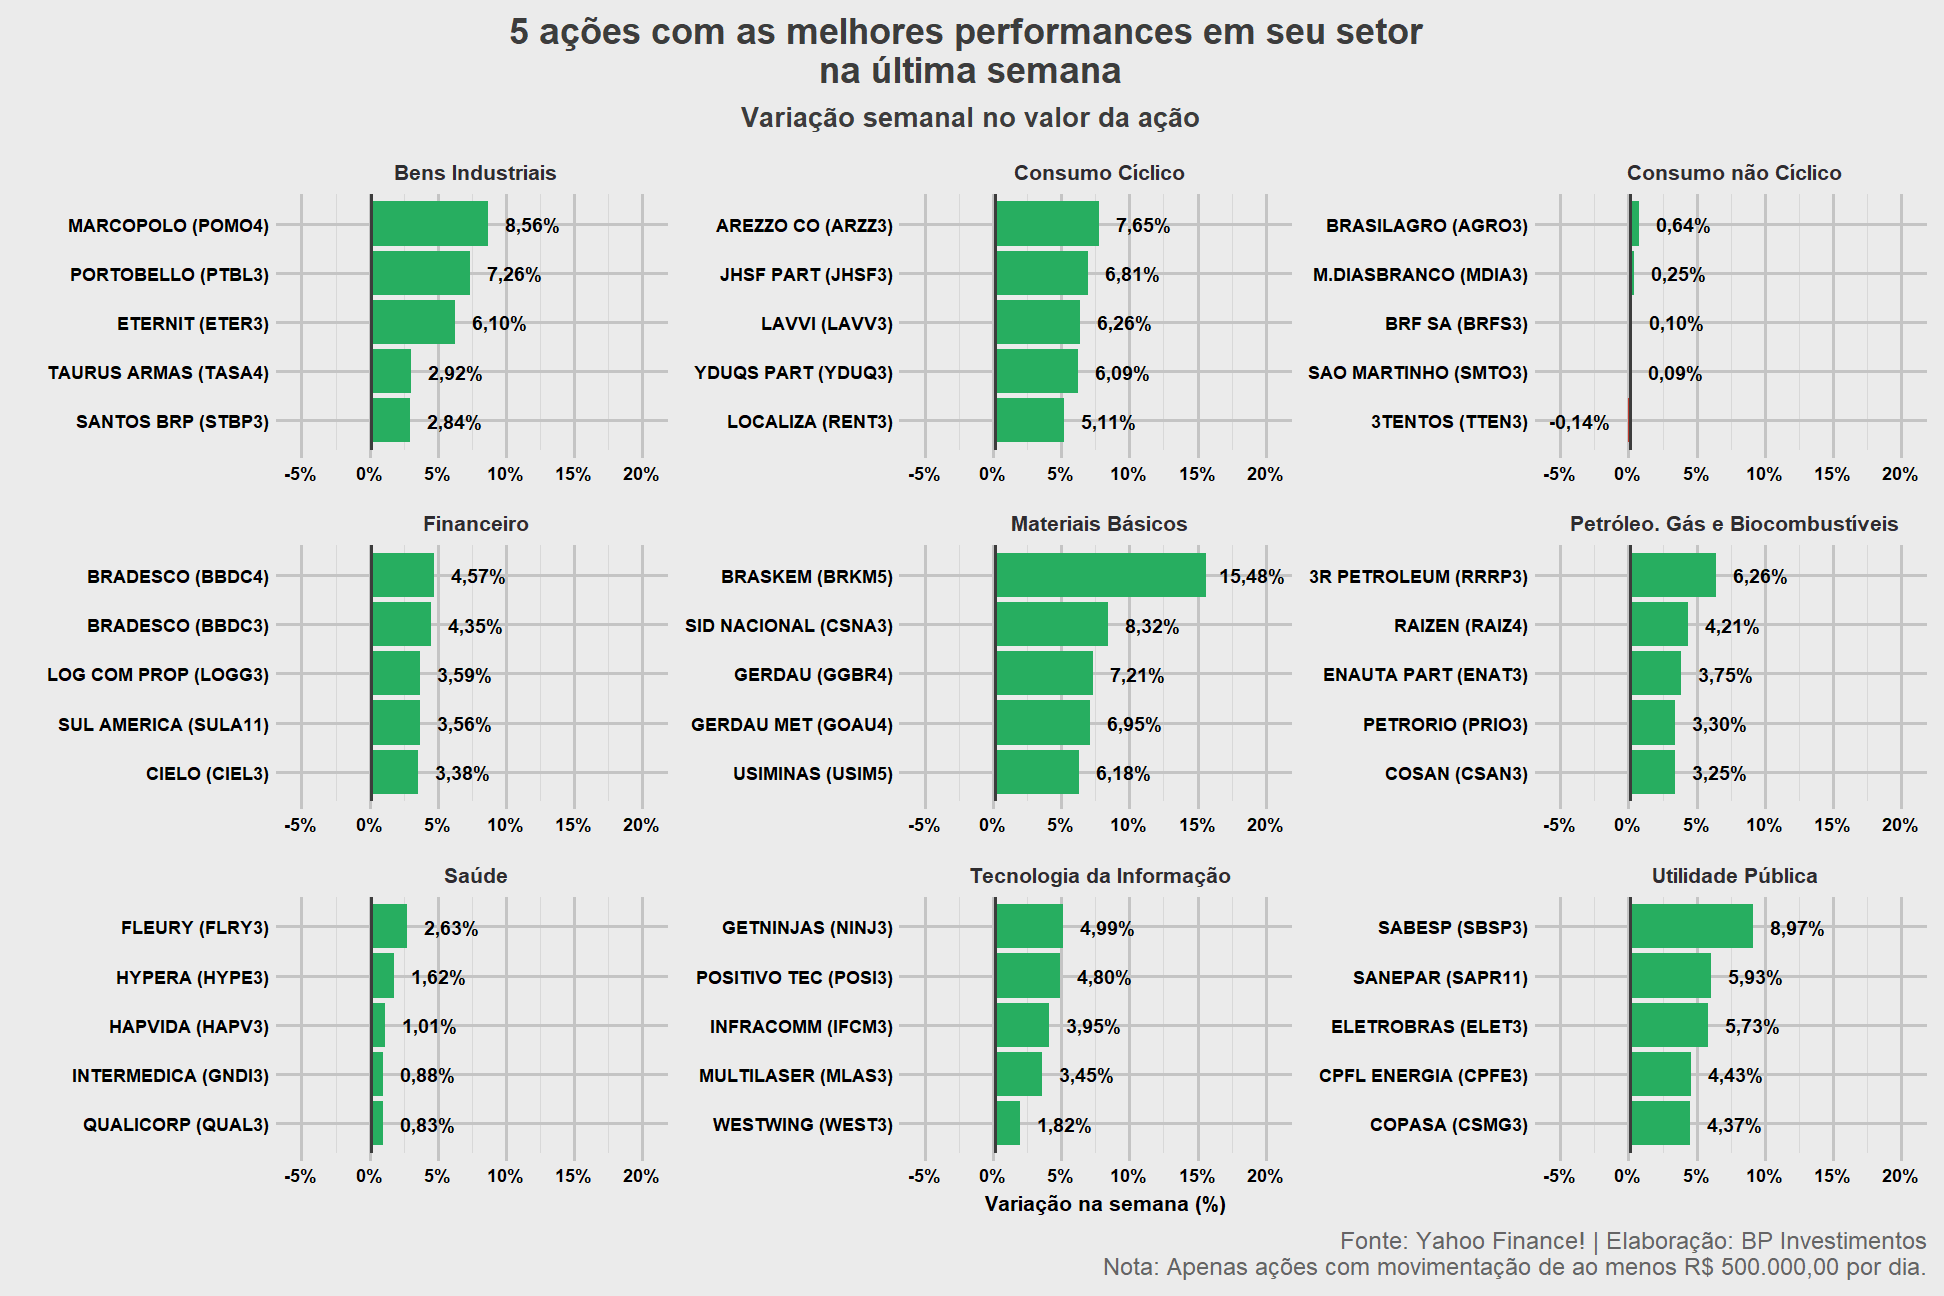 5 ações com as melhores performances em seu setor
na última semana
Variação semanal no valor da ação
Bens Industriais
MARCOPOLO (POMO4) 8,56%
PORTOBELLO (PTBL3) 7,26%
ETERNIT (ETER3) 6,10%
TAURUS ARMAS (TASA4) 2,92%
SANTOS BRP (STBP3) 2,84%
-5% 0% 5% 10% 15% 20%
Consumo Cíclico
AREZZO CO (ARZZ3) 7,65%
JHSF PART (JHSF3) 6,81%
LAVVI (LAVV3) 6,26%
YDUQS PART (YDUQ3) 6,09%
LOCALIZA (RENT3) 5,11%
-5% 0% 5% 10% 15% 20%
Consumo não Cíclico
BRASILAGRO (AGRO3) 0,64%
M.DIASBRANCO (MDIA3) 0,25%
BRF SA (BRFS3) 0,10%
SAO MARTINHO (SMTO3) 0,09%
3TENTOS (TTEN3) -0,14%
-5% 0% 5% 10% 15% 20%
Financeiro
BRADESCO (BBDC4) 4,57%
BRADESCO (BBDC3) 4,35%
LOG COM PROP (LOGG3) 3,59%
SUL AMERICA (SULA11) 3,56%
CIELO (CIEL3) 3,38%
-5% 0% 5% 10% 15% 20%
Materiais Básicos
BRASKEM (BRKM5) 15,48%
SID NACIONAL (CSNA3) 8,32%
GERDAU (GGBR4) 7,21%
GERDAU MET (GOAU4) 6,95%
USIMINAS (USIM5) 6,18%
-5% 0% 5% 10% 15% 20%
Petróleo. Gás e Biocombustíveis
3R PETROLEUM (RRRP3) 6,26%
RAIZEN (RAIZ4) 4,21%
ENAUTA PART (ENAT3) 3,75%
PETRORIO (PRIO3) 3,30%
COSAN (CSAN3) 3,25%
-5% 0% 5% 10% 15% 20%
Saúde
FLEURY (FLRY3) 2,63%
HYPERA (HYPE3) 1,62%
HAPVIDA (HAPV3) 1,01%
INTERMEDICA (GNDI3) 0,88%
QUALICORP (QUAL3) 0,83%
-5% 0% 5% 10% 15% 20%
Tecnologia da Informação
GETNINJAS (NINJ3) 4,99%
POSITIVO TEC (POSI3) 4,80%
INFRACOMM (IFCM3) 3,95%
MULTILASER (MLAS3) 3,45%
WESTWING (WEST3) 1,82%
-5% 0% 5% 10% 15% 20%
Utilidade Pública
SABESP (SBSP3) 8,97%
SANEPAR (SAPR11) 5,93%
ELETROBRAS (ELET3) 5,73%
CPFL ENERGIA (CPFE3) 4,43%
COPASA (CSMG3) 4,37%
-5% 0% 5% 10% 15% 20%
Variação na semana (%)
Fonte: Yahoo Finance! | Elaboração: BP Investimentos
Nota: Apenas ações com movimentação de ao menos R$ 500.000,00 por dia.